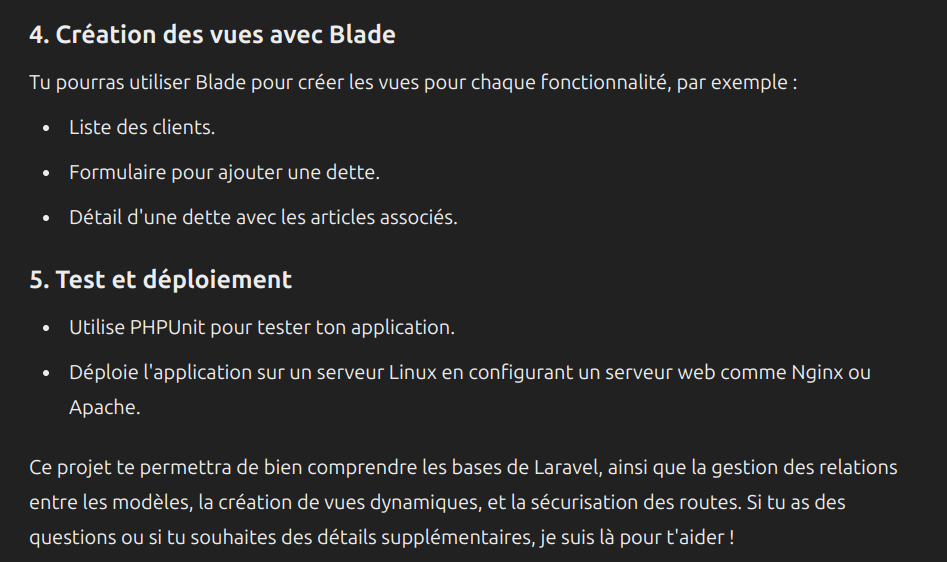 4. Création des vues avec Blade
Tu pourras utiliser Blade pour créer les vues pour chaque fonctionnalité, par exemple :
• Liste des clients.
• Formulaire pour ajouter une dette.
• Détail d'une dette avec les articles associés.
5. Test et déploiement
• Utilise PHPUnit pour tester ton application.
• Déploie l'application sur un serveur Linux en configurant un serveur web comme Nginx ou
Apache.
Ce projet te permettra de bien comprendre les bases de Laravel, ainsi que la gestion des relations
entre les modèles, la création de vues dynamiques, et la sécurisation des routes. Si tu as des
questions ou si tu souhaites des détails supplémentaires, je suis là pour t'aider !